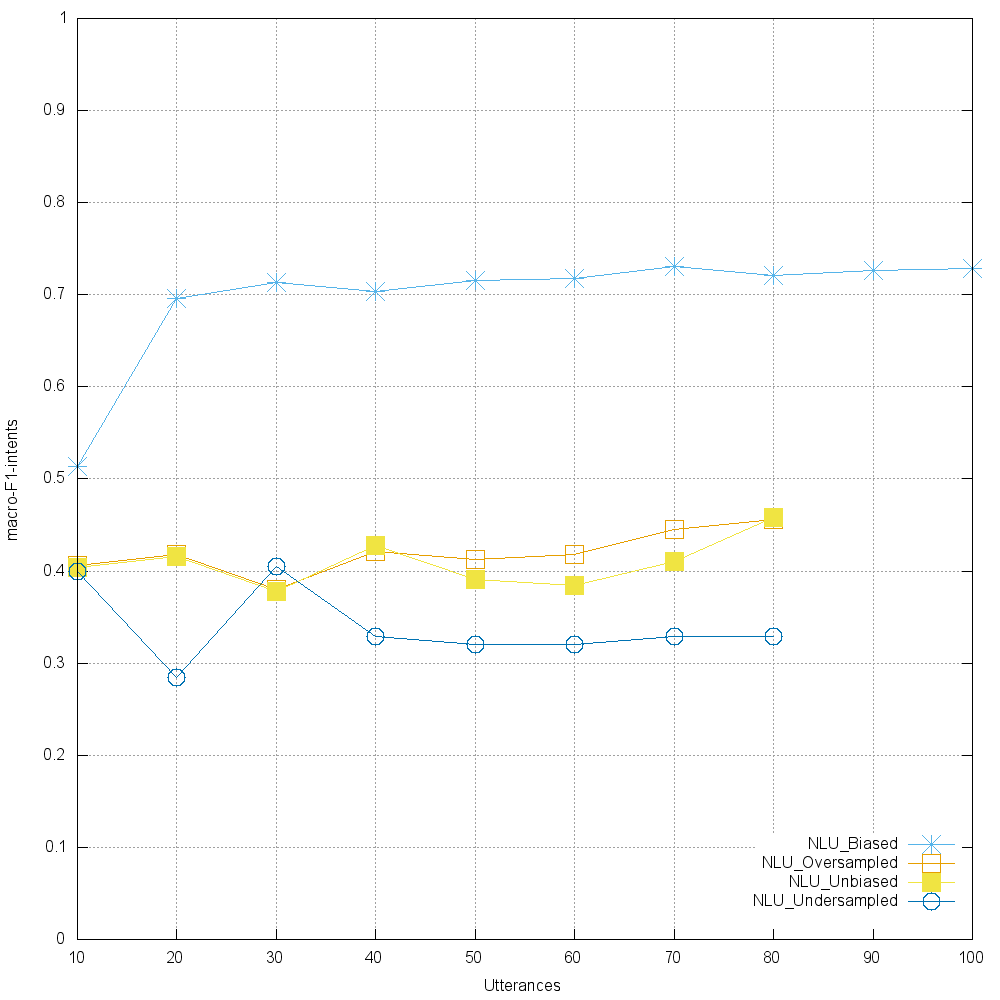 1
0.9
0.8
0.7
0.6
0.5
0.4
0.3
0.2
0.1
0
macro-F1-intents
NLU_Biased
NLU_Oversampled
NLU_Unbiased
NLU_Undersampled
10 20 30 40 50 60 70 80 90 100
Utterances